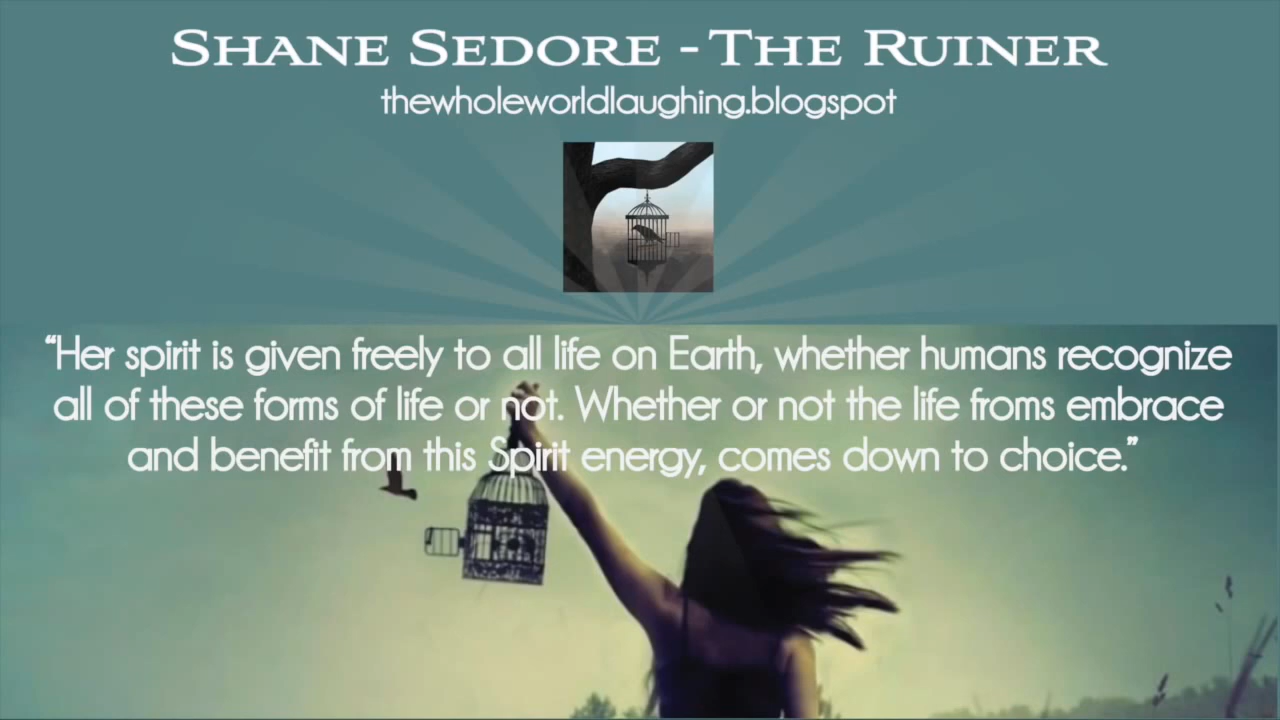 SHANE SEDORE - THE RUINER
thewholeworldlaughing.blogspot
“Her spirit is given freely to all life on Earth, whether humans recognize
all of these forms of life or not. Whether or not the life froms embrace
and benefit from this Spirit energy, comes down to choice.”